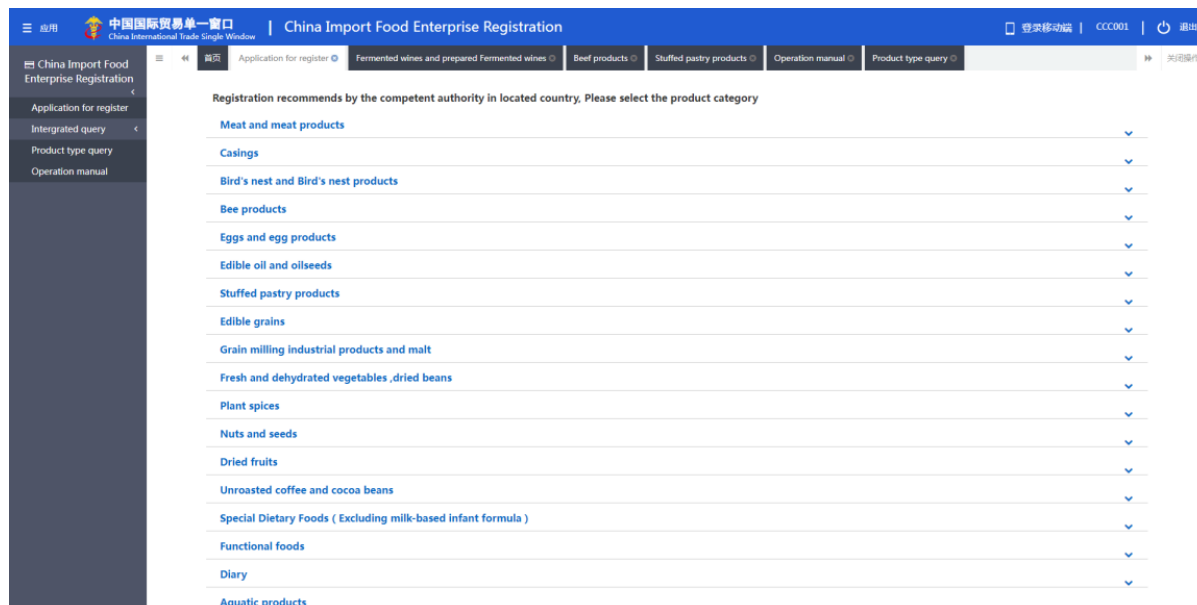 应用
中国国际贸易单一窗口
China International Trade Single Window
| China Import Food Enterprise Registration
登录移动端 | CCC001 | 退出
China Import Food
Enterprise Registration
Application for register
Intergrated query
Product type query
Operation manual
首页 Application for register Fermented wines and prepared Fermented wines Beef products Stuffed pastry products Operation manual Product type query 关闭操作
Registration recommends by the competent authority in located country, Please select the product category
Meat and meat products
Casings
Bird's nest and Bird's nest products
Bee products
Eggs and egg products
Edible oil and oilseeds
Stuffed pastry products
Edible grains
Grain milling industrial products and malt
Fresh and dehydrated vegetables ,dried beans
Plant spices
Nuts and seeds
Dried fruits
Unroasted coffee and cocoa beans
Special Dietary Foods ( Excluding milk-based infant formula )
Functional foods
Diary
Aquatic products